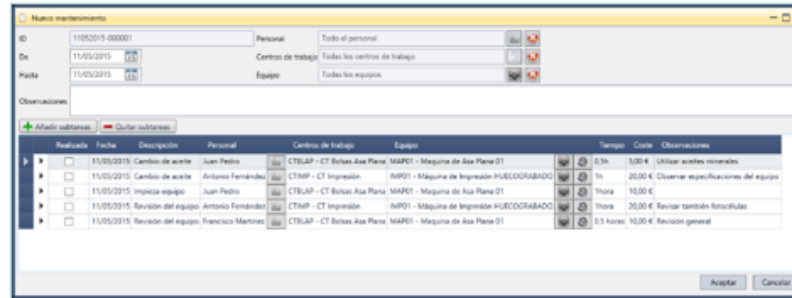 Nuevo mantenimiento
ID 11052015-000001 Personal Todo el personal
De 11/05/2015 15 Centros de trabajo Todas los centros de trabajo
Hasta 11/05/2015 15 Equipo Todas los equipos
Observaciones
Añadir subtareas Quitar subtareas
Realizada Fecha Descripción Personal Centros de trabajo Equipo Tiempo Coste Observaciones
11/05/2015 Cambio de aceite Juan Pedro CTBLAP - CT Bolsas Asa Plana MAP01 - Maquina de Asa Plana 01 0,5h 5,00 € Utilizar aceites minerales
11/05/2015 Cambio de aceite Antonio Fernández CTIMP - CT Impresión IMP01 - Máquina de Impresión HUECOGRABADO 1h 20,00 € Observar especificaciones del equipo
11/05/2015 limpieza equipo Juan Pedro CTBLAP - CT Bolsas Asa Plana MAP01 - Maquina de Asa Plana 01 1hora 10,00 €
11/05/2015 Revisión del equipo Antonio Fernández CTIMP - CT Impresión IMP01 - Máquina de Impresión HUECOGRABADO 1hora 20,00 € Revisar también fotocélulas
11/05/2015 Revisión del equipo Francisco Martinez CTBLAP - CT Bolsas Asa Plana MAP01 - Maquina de Asa Plana 01 0,5 horas 10,00 € Revisión general
Aceptar Cancelar